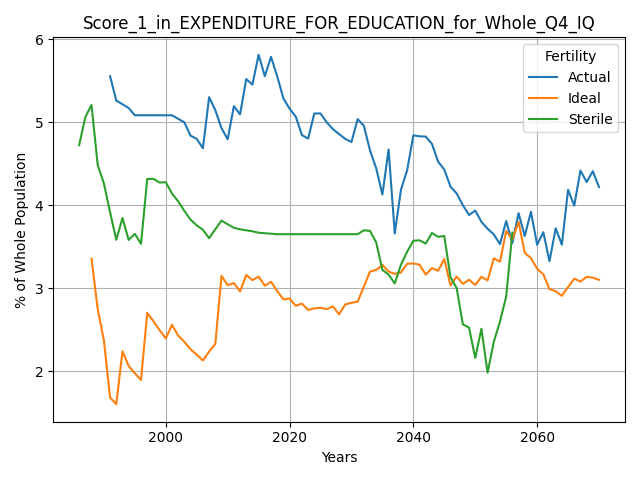 Score_1_in_EXPENDITURE_FOR_EDUCATION_for_Whole_Q4_IQ
6
5
4
3
2
% of Whole Population
Fertility
Actual
Ideal
Sterile
2000 2020 2040 2060
Years